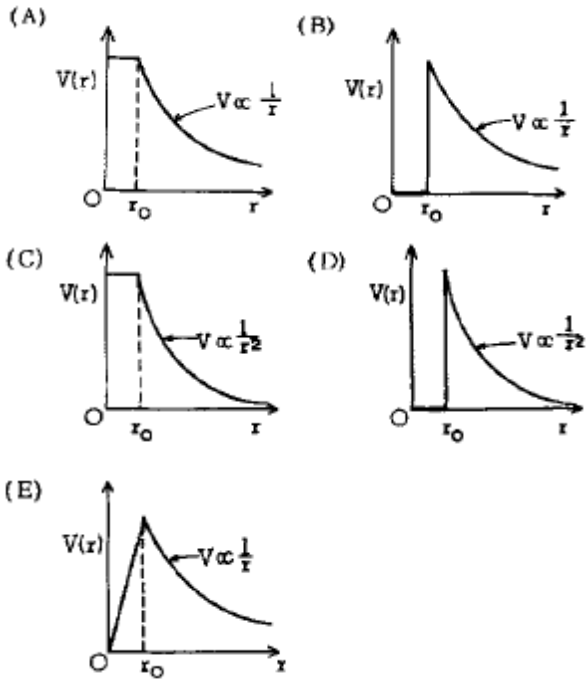 (A)
V(r)
V ∝ 1/r
O r₀ r
(B)
V(r)
V ∝ 1/r
O r₀ r
(C)
V(r)
V ∝ 1/r²
O r₀ r
(D)
V(r)
V ∝ 1/r²
O r₀ r
(E)
V(r)
V ∝ 1/r
O r₀ r